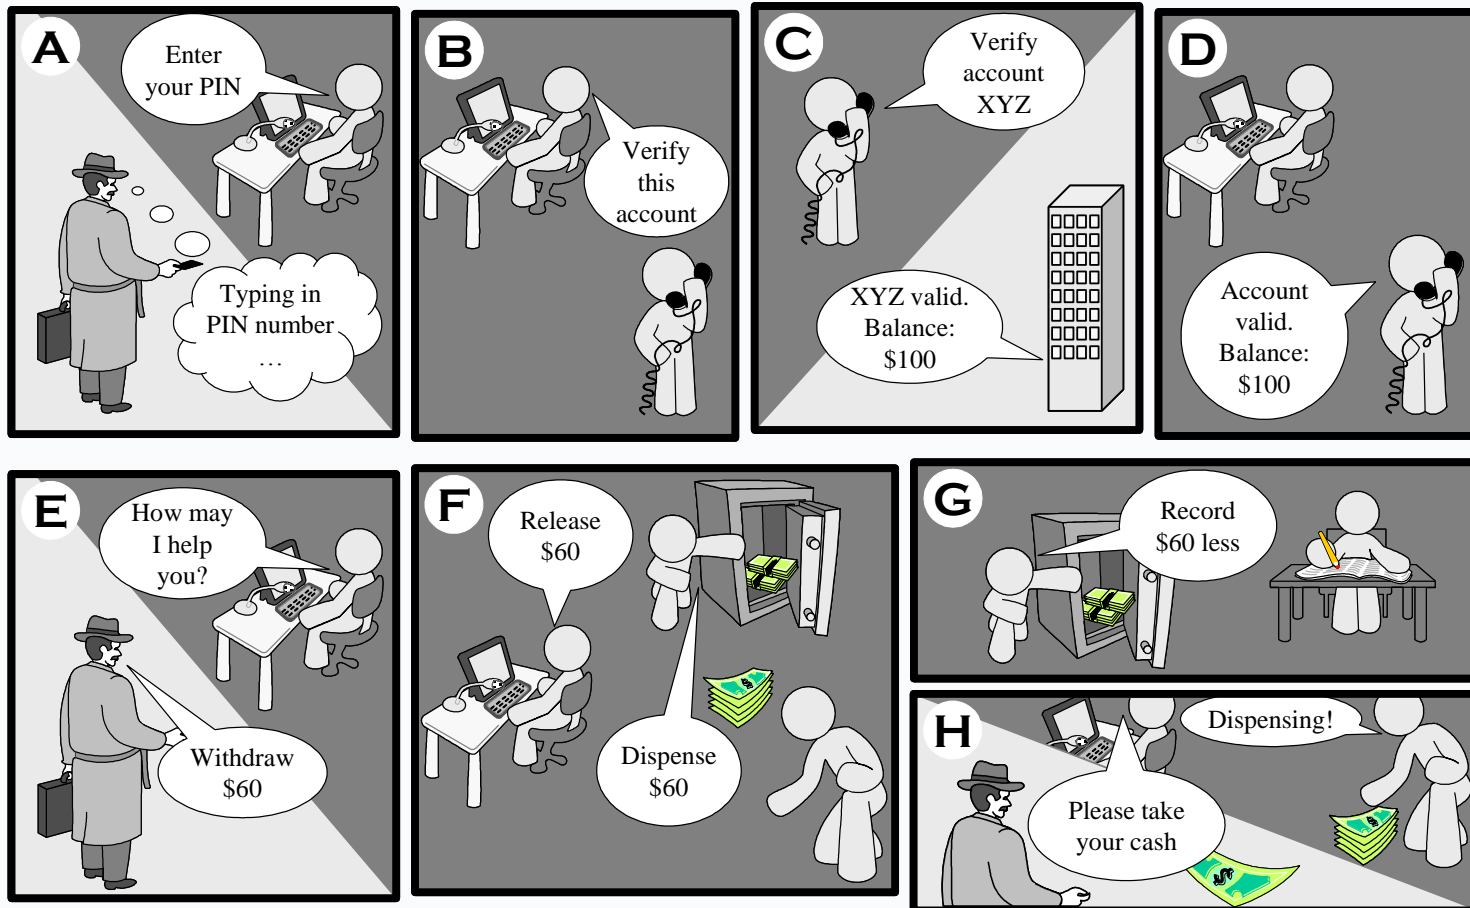 A
Enter
your PIN
Typing in
PIN number
…
B
Verify
this
account
C
Verify
account
XYZ
XYZ valid.
Balance:
$100
D
Account
valid.
Balance:
$100
E
How may
I help
you?
Withdraw
$60
F
Release
$60
Dispense
$60
G
Record
$60 less
H
Dispensing!
Please take
your cash